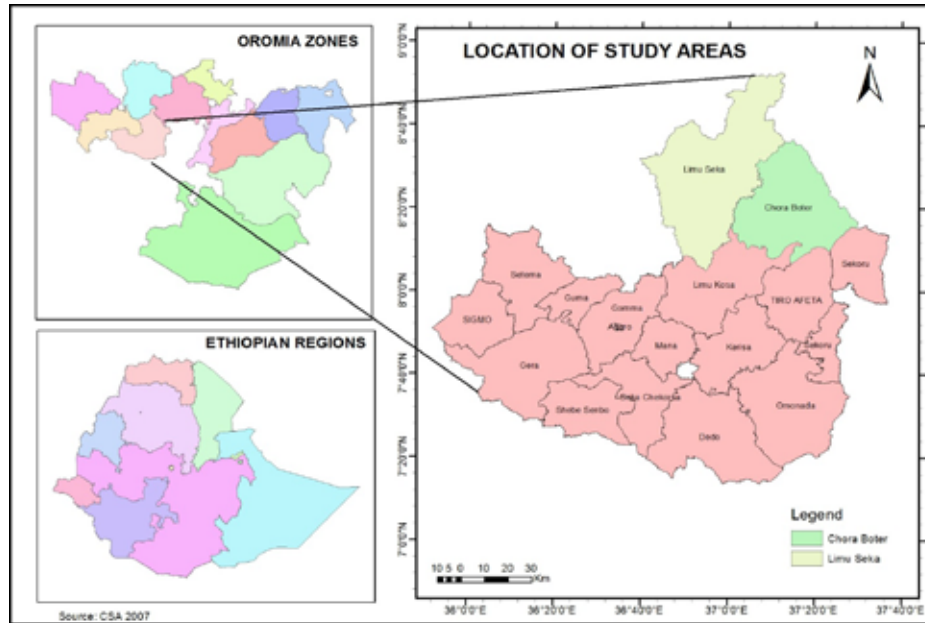 OROMIA ZONES
ETHIOPIAN REGIONS
Source: CSA 2007
LOCATION OF STUDY AREAS
N
Limu Seka
Chora Boter
Sekoru
Setema
Limu Kosa
TIRO AFETA
Guma
Gomma
SIGMO
Mana
Kersa
Sekoru
Gera
Shebe Senbo
Omonada
Dedo
Legend
Chora Boter
Limu Seka
10 5 0 10 20 30
Km
9°0'0"N
8°40'0"N
8°20'0"N
8°0'0"N
7°40'0"N
7°20'0"N
7°0'0"N
36°0'0"E 36°20'0"E 36°40'0"E 37°0'0"E 37°20'0"E 37°40'0"E